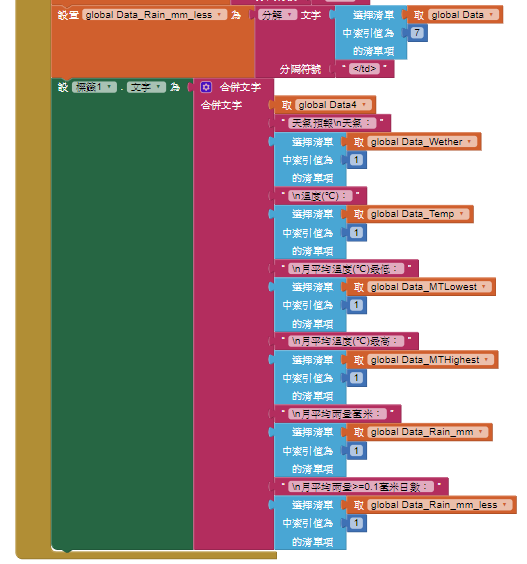 設置 global Data_Rain_mm_less 為 分解 文字 選擇清單 取 global Data
中索引值為 7
的清單項
分隔符號 " </td> "
設 標籤1 . 文字 為 合併文字
合併文字 取 global Data4
" 天氣預報\n天氣： "
選擇清單 取 global Data_Wether
中索引值為 1
的清單項
" \n溫度(℃)： "
選擇清單 取 global Data_Temp
中索引值為 1
的清單項
" \n月平均溫度(℃)最低： "
選擇清單 取 global Data_MTLowest
中索引值為 1
的清單項
" \n月平均溫度(℃)最高： "
選擇清單 取 global Data_MTHighest
中索引值為 1
的清單項
" \n月平均雨量毫米： "
選擇清單 取 global Data_Rain_mm
中索引值為 1
的清單項
" \n月平均雨量>=0.1毫米日數： "
選擇清單 取 global Data_Rain_mm_less
中索引值為 1
的清單項